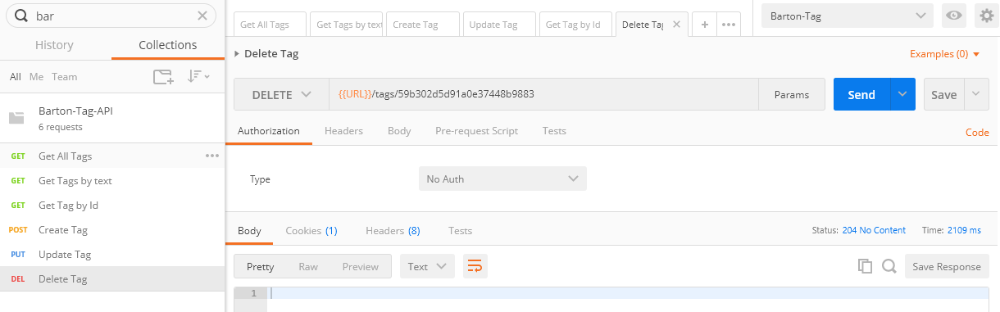 bar
History
Collections
All Me Team
Barton-Tag-API
6 requests
GET Get All Tags
GET Get Tags by text
GET Get Tag by Id
POST Create Tag
PUT Update Tag
DEL Delete Tag
Get All Tags
Get Tags by text
Create Tag
Update Tag
Get Tag by Id
Delete Tag
Barton-Tag
Delete Tag
Examples (0)
DELETE
{{URL}}/tags/59b302d5d91a0e37448b9883
Params
Send
Save
Authorization Headers Body Pre-request Script Tests
Code
Type
No Auth
Body Cookies (1) Headers (8) Tests
Status: 204 No Content Time: 2109 ms
Pretty Raw Preview
Text
Save Response
1